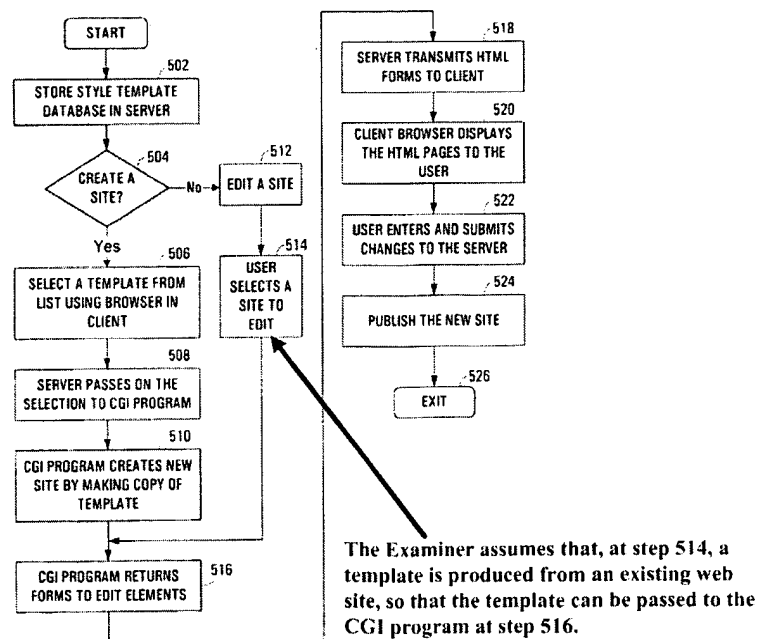 START
502
STORE STYLE TEMPLATE
DATABASE IN SERVER
504
CREATE A
SITE?
No
512
EDIT A SITE
Yes
506
SELECT A TEMPLATE FROM
LIST USING BROWSER IN
CLIENT
514
USER
SELECTS A
SITE TO
EDIT
508
SERVER PASSES ON THE
SELECTION TO CGI PROGRAM
510
CGI PROGRAM CREATES NEW
SITE BY MAKING COPY OF
TEMPLATE
CGI PROGRAM RETURNS
FORMS TO EDIT ELEMENTS
516
518
SERVER TRANSMITS HTML
FORMS TO CLIENT
520
CLIENT BROWSER DISPLAYS
THE HTML PAGES TO THE
USER
522
USER ENTERS AND SUBMITS
CHANGES TO THE SERVER
524
PUBLISH THE NEW SITE
526
EXIT
The Examiner assumes that, at step 514, a
template is produced from an existing web
site, so that the template can be passed to the
CGI program at step 516.